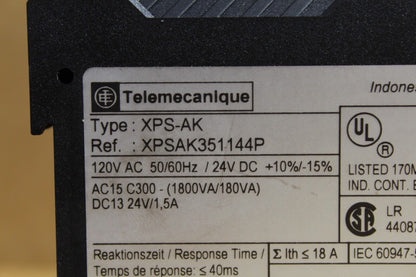 Indone
Telemecanique
Type : XPS-AK
Ref. : XPSAK351144P
120V AC 50/60Hz / 24V DC +10%/-15%
AC15 C300 - (1800VA/180VA)
DC13 24V/1,5A
Reaktionszeit / Response Time /
Temps de réponse: ≤ 40ms
Σ Ith ≤ 18 A
IEC 60947-5
UL
LISTED 170M
IND. CONT. E
LR
44087